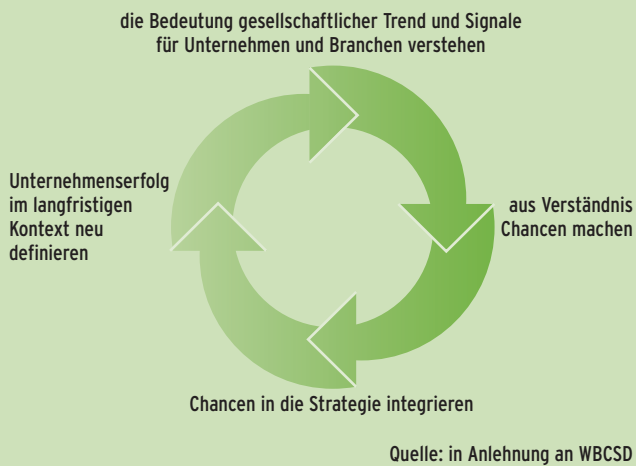 die Bedeutung gesellschaftlicher Trend und Signale
für Unternehmen und Branchen verstehen
Unternehmenserfolg
im langfristigen
Kontext neu
definieren
aus Verständnis
Chancen machen
Chancen in die Strategie integrieren
Quelle: in Anlehnung an WBCSD